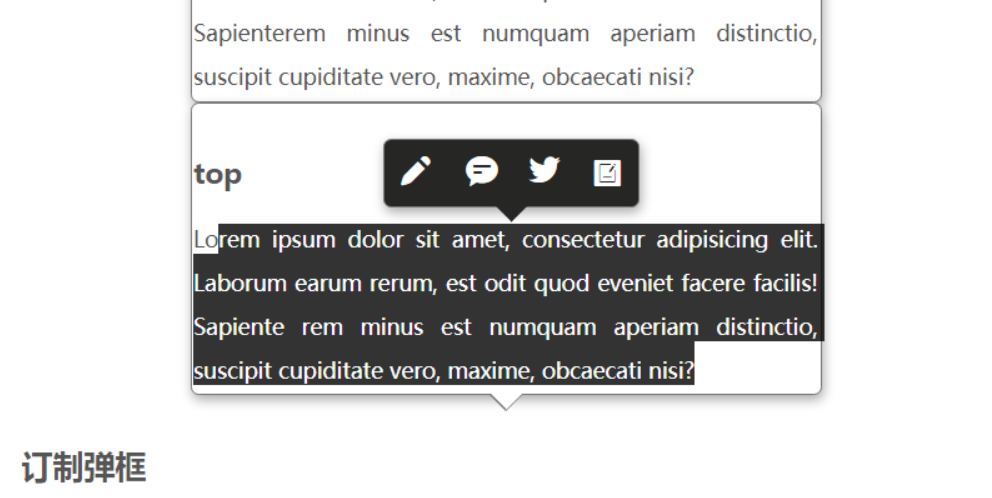 Sapienterem minus est numquam aperiam distinctio,
suscipit cupiditate vero, maxime, obcaecati nisi?
top
Lorem ipsum dolor sit amet, consectetur adipisicing elit.
Laborum earum rerum, est odit quod eveniet facere facilis!
Sapiente rem minus est numquam aperiam distinctio,
suscipit cupiditate vero, maxime, obcaecati nisi?
订制弹框